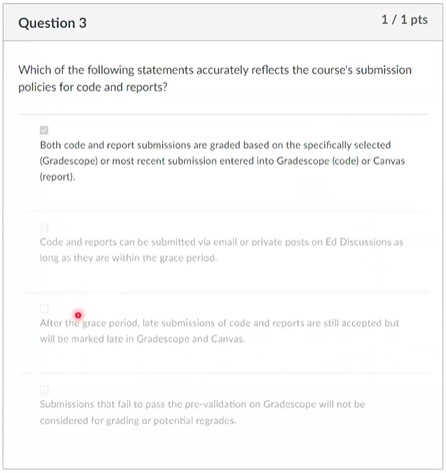 Question 3
1 / 1 pts
Which of the following statements accurately reflects the course's submission
policies for code and reports?
Both code and report submissions are graded based on the specifically selected
(Gradescope) or most recent submission entered into Gradescope (code) or Canvas
(report).
Code and reports can be submitted via email or private posts on Ed Discussions as
long as they are within the grace period.
After the grace period, late submissions of code and reports are still accepted but
will be marked late in Gradescope and Canvas.
Submissions that fail to pass the pre-validation on Gradescope will not be
considered for grading or potential regrades.